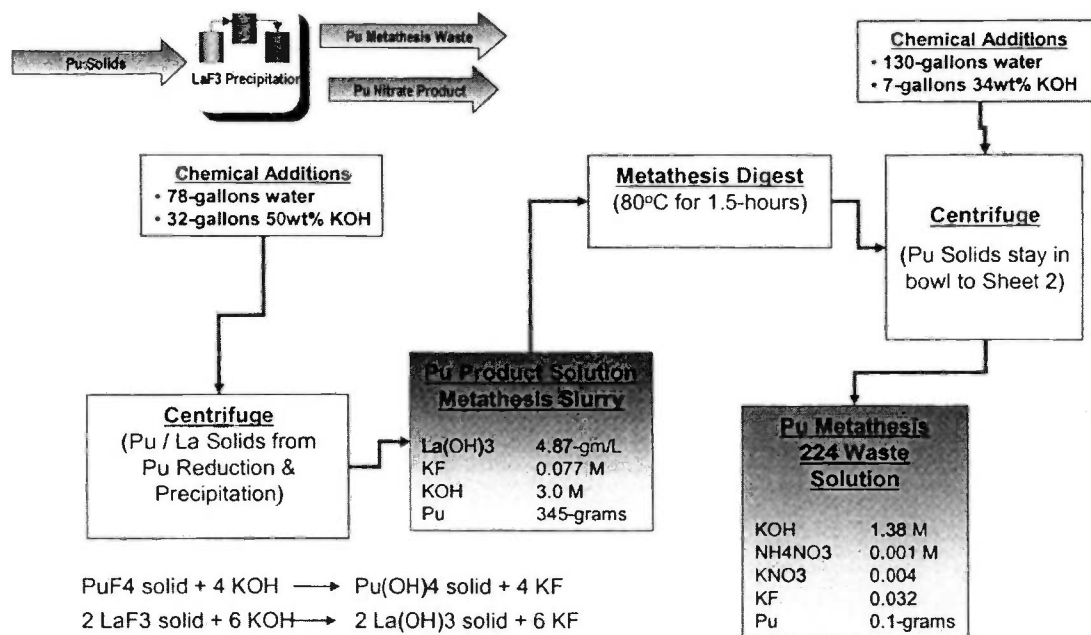 Pu Solids
LaF3 Precipitation
Pu Metathesis Waste
Pu Nitrate Product
Chemical Additions
• 130-gallons water
• 7-gallons 34wt% KOH
Chemical Additions
• 78-gallons water
• 32-gallons 50wt% KOH
Metathesis Digest
(80°C for 1.5-hours)
Centrifuge
(Pu Solids stay in
bowl to Sheet 2)
Centrifuge
(Pu / La Solids from
Pu Reduction &
Precipitation)
Pu Product Solution
Metathesis Slurry
La(OH)3 4.87-gm/L
KF 0.077 M
KOH 3.0 M
Pu 345-grams
Pu Metathesis
224 Waste
Solution
KOH 1.38 M
NH4NO3 0.001 M
KNO3 0.004
KF 0.032
Pu 0.1-grams
PuF4 solid + 4 KOH → Pu(OH)4 solid + 4 KF
2 LaF3 solid + 6 KOH → 2 La(OH)3 solid + 6 KF